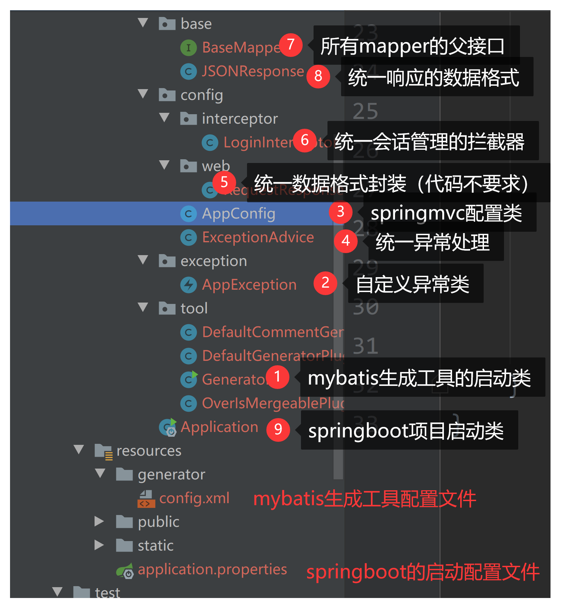 base
BaseMappe 7 所有mapper的父接口
JSONResponse 8 统一响应的数据格式
config
25
interceptor
LoginInter 6 统一会话管理的拦截器
web
5 统一数据格式封装（代码不要求）
AppConfig 3 springmvc配置类
ExceptionAdvice 4 统一异常处理
exception
AppException 2 自定义异常类
30
tool
DefaultCommentGer
31
DefaultGeneratorPlu
Generato 1 mybatis生成工具的启动类
OverIsMergeablePlu
Application 9 springboot项目启动类
}
resources
generator
config.xml mybatis生成工具配置文件
public
static
application.properties springboot的启动配置文件
test